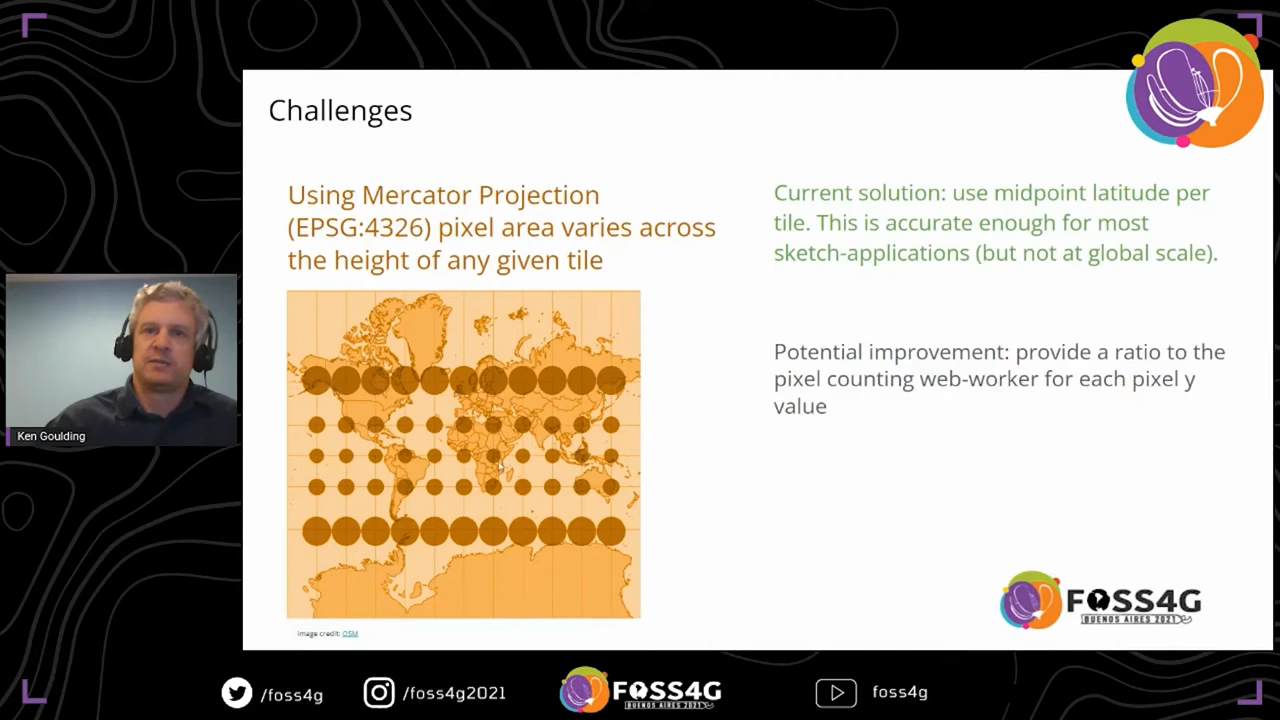 Challenges
Using Mercator Projection
(EPSG:4326) pixel area varies across
the height of any given tile
Current solution: use midpoint latitude per
tile. This is accurate enough for most
sketch-applications (but not at global scale).
Potential improvement: provide a ratio to the
pixel counting web-worker for each pixel y
value
Ken Goulding
image credit: OSM
FOSS4G
BUENOS AIRES 2021
/foss4g
/foss4g2021
FOSS4G
BUENOS AIRES 2021
foss4g